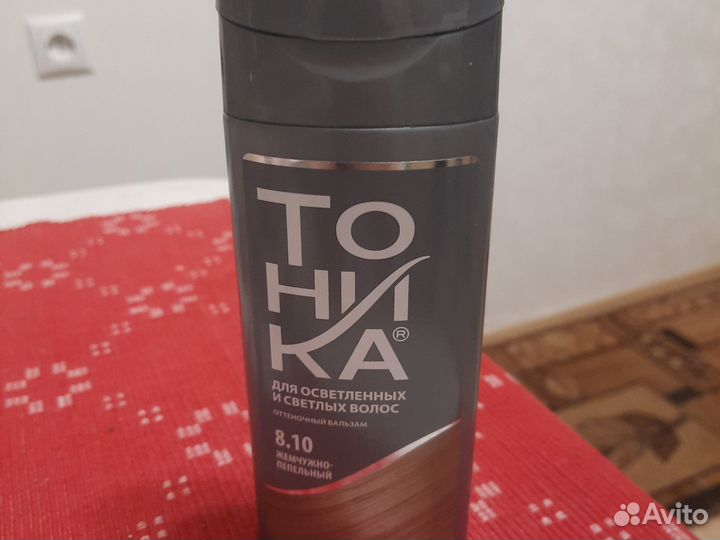 ТО
НИ
КА®
ДЛЯ ОСВЕТЛЕННЫХ
И СВЕТЛЫХ ВОЛОС
ОТТЕНОЧНЫЙ БАЛЬЗАМ
8.10
ЖЕМЧУЖНО-
ПЕПЕЛЬНЫЙ
Avito